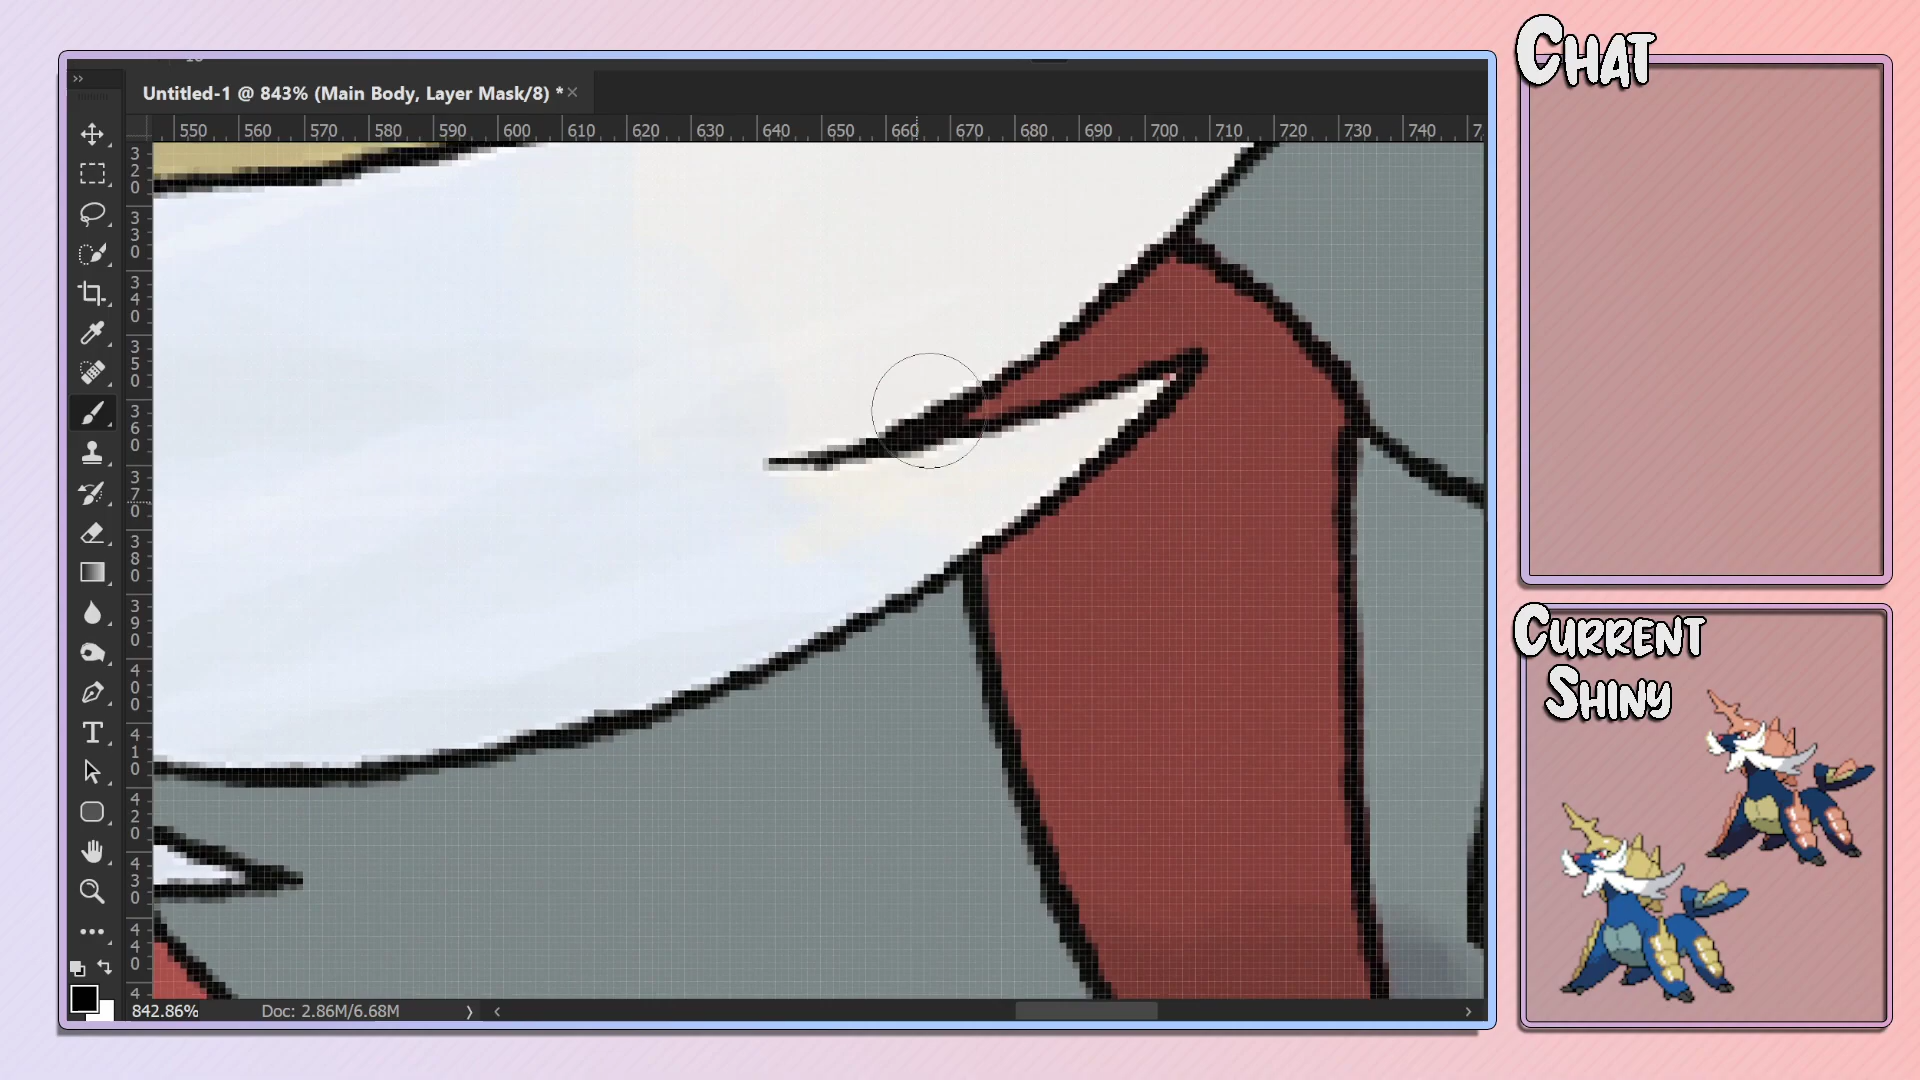 CHAT
Untitled-1 @ 843% (Main Body, Layer Mask/8) *
550 560 570 580 590 600 610 620 630 640 650 660 670 680 690 700 710 720 730 740 7
320
330
340
350
360
370
380
390
400
410
420
430
440
4
CURRENT
SHINY
842.86%
Doc: 2.86M/6.68M